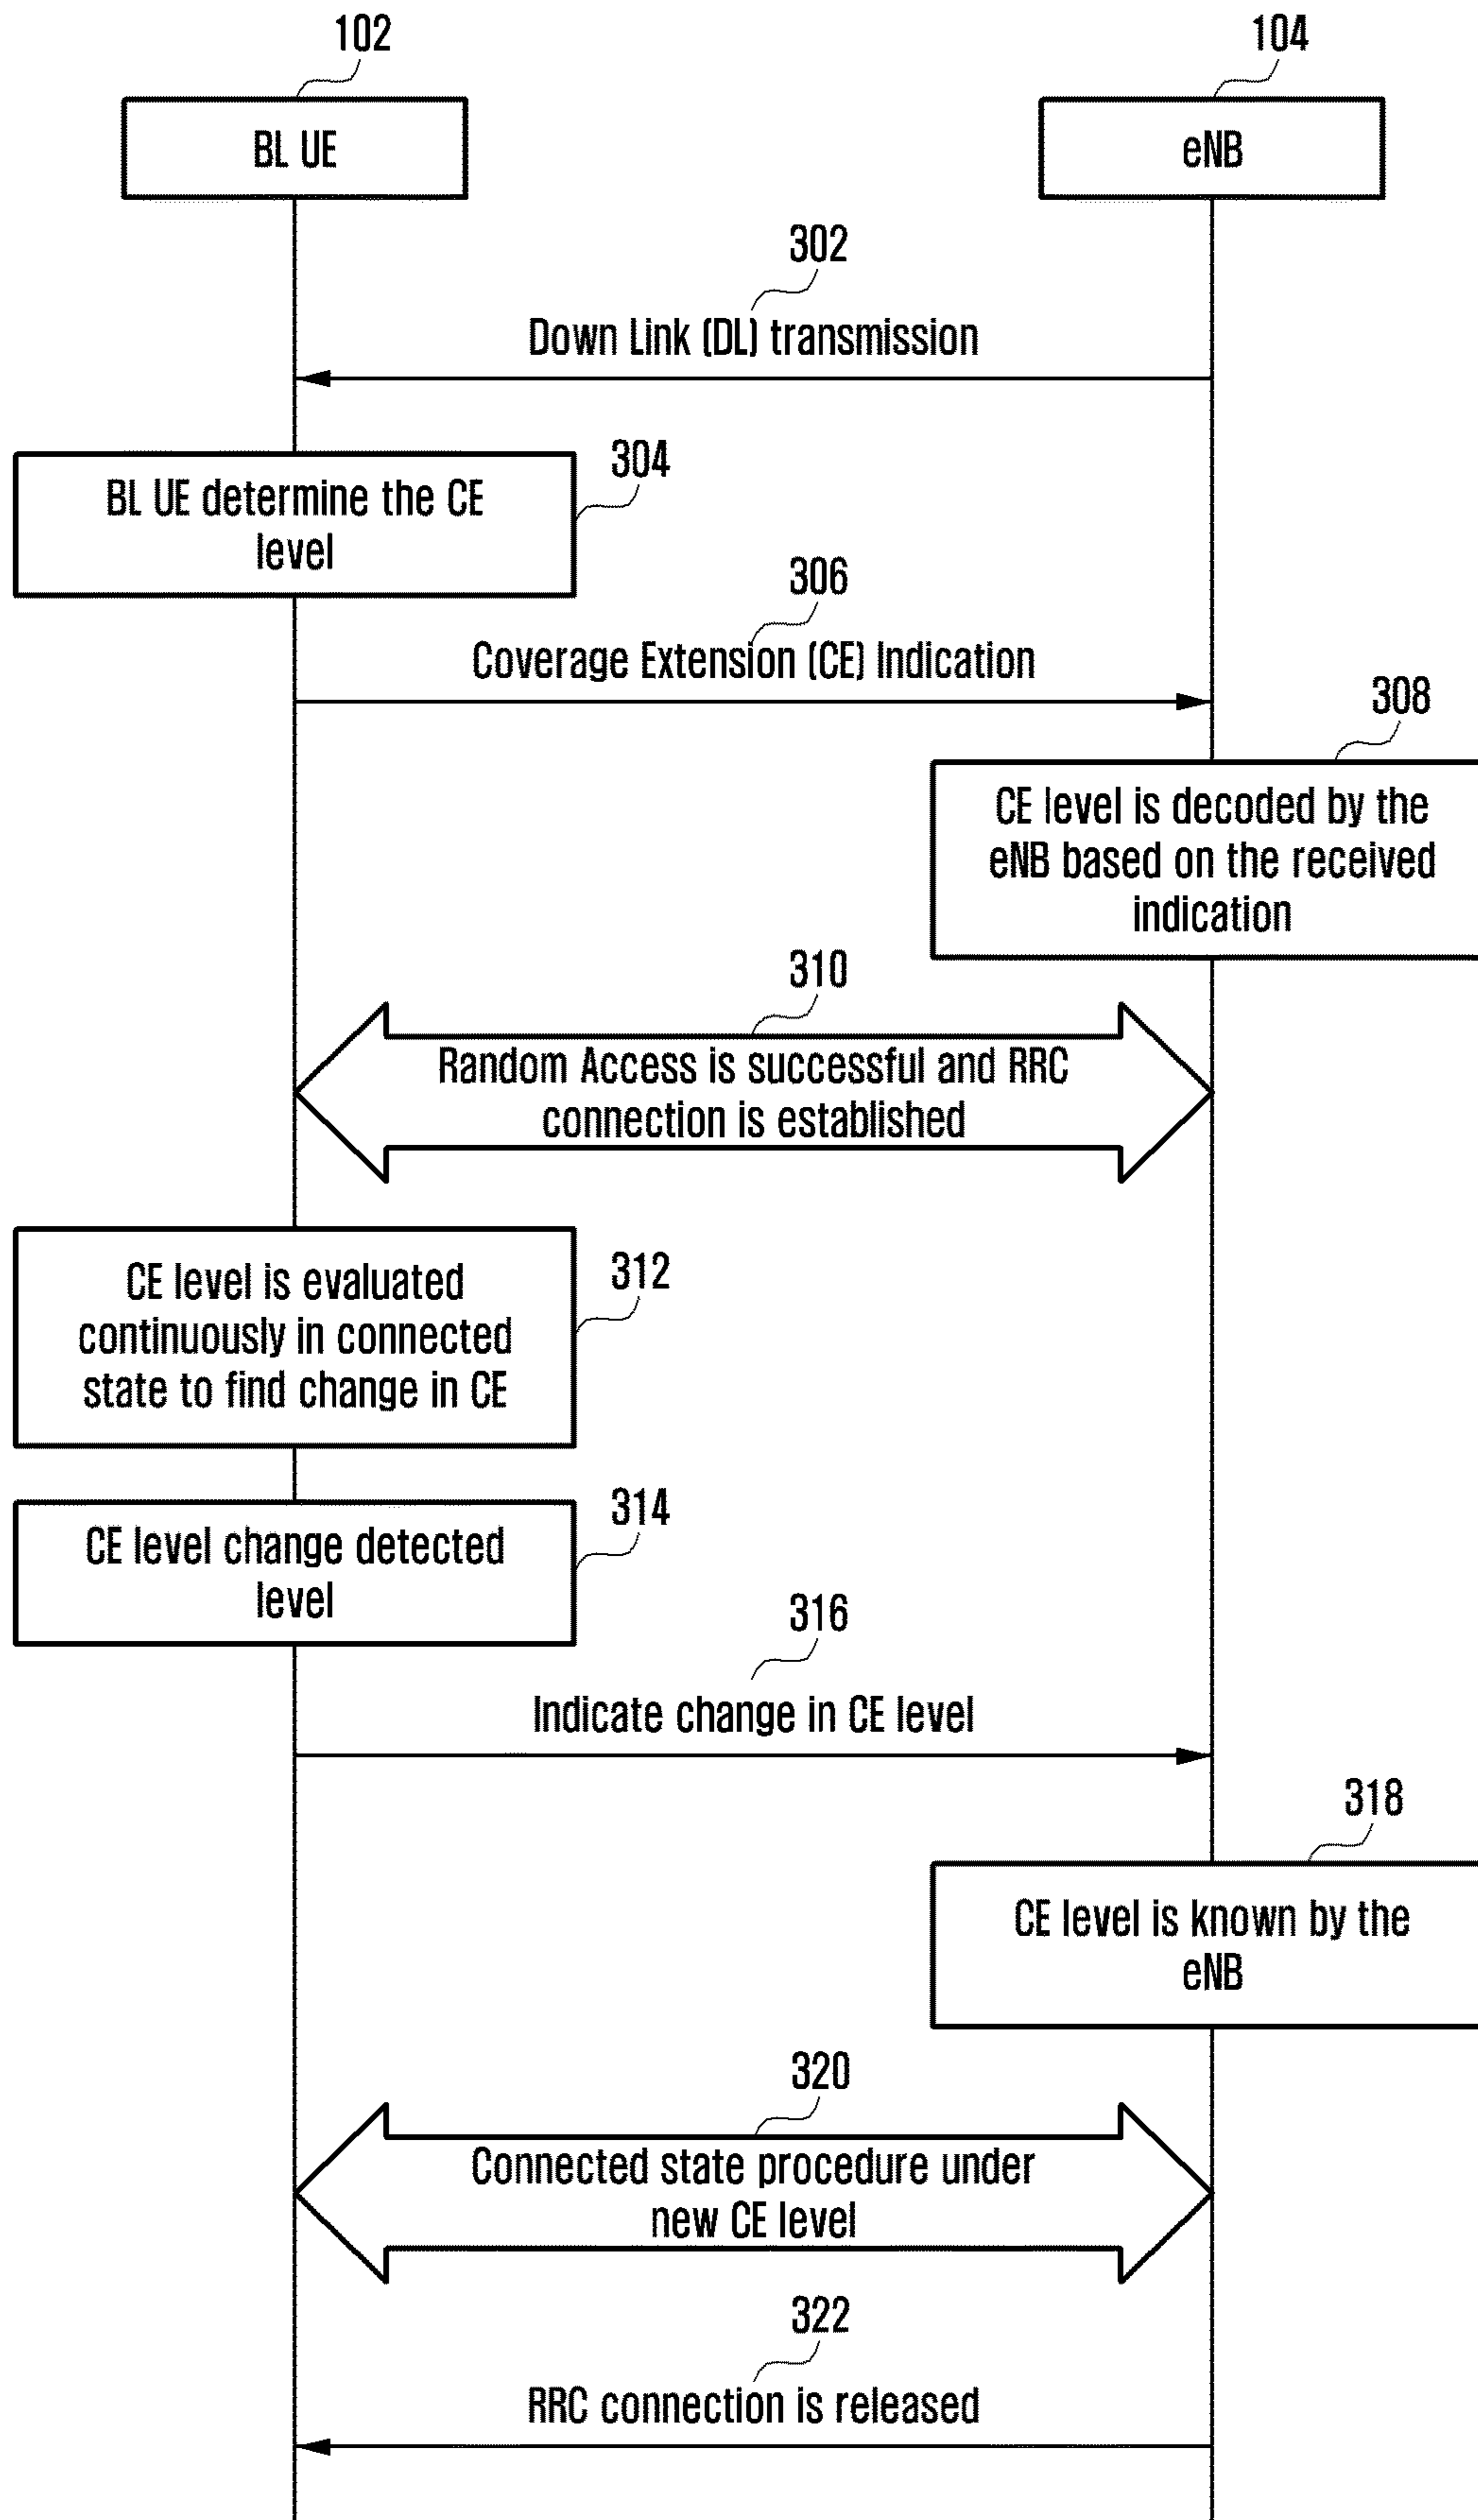 102
104
BL UE
eNB
302
Down Link (DL) transmission
304
BL UE determine the CE
level
306
Coverage Extension (CE) Indication
308
CE level is decoded by the
eNB based on the received
indication
310
Random Access is successful and RRC
connection is established
312
CE level is evaluated
continuously in connected
state to find change in CE
314
CE level change detected
level
316
Indicate change in CE level
318
CE level is known by the
eNB
320
Connected state procedure under
new CE level
322
RRC connection is released